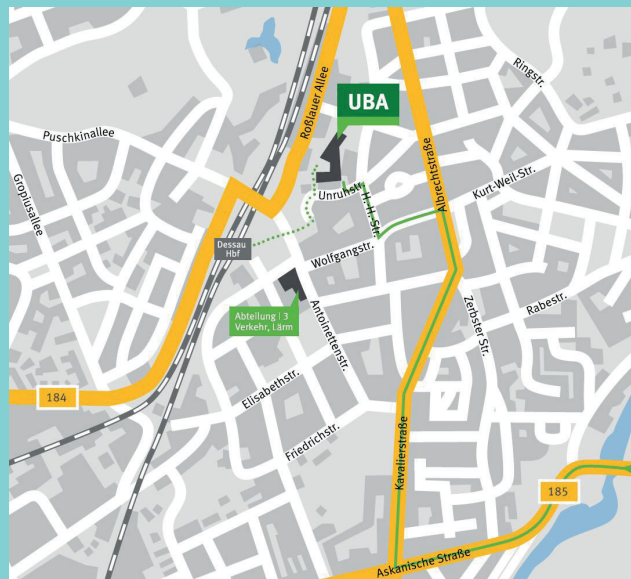 Ringstr.
UBA
Roßlauer Allee
Puschkinallee
Albrechtstraße
Kurt-Weil-Str.
Gropiusallee
Unruhstr.
H. H. Str.
Dessau
Hbf
Wolfgangstr.
Abteilung I 3
Verkehr, Lärm
Antoinettenstr.
Zerbster Str.
Rabestr.
184
Elisabethstr.
Friedrichstr.
Kavalierstraße
185
Askanische Straße